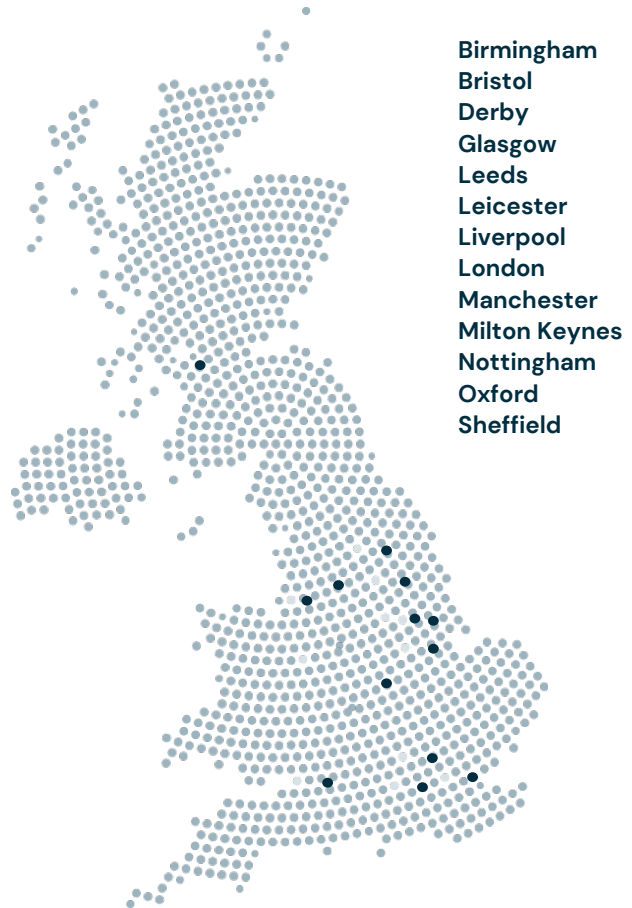 Birmingham
Bristol
Derby
Glasgow
Leeds
Leicester
Liverpool
London
Manchester
Milton Keynes
Nottingham
Oxford
Sheffield